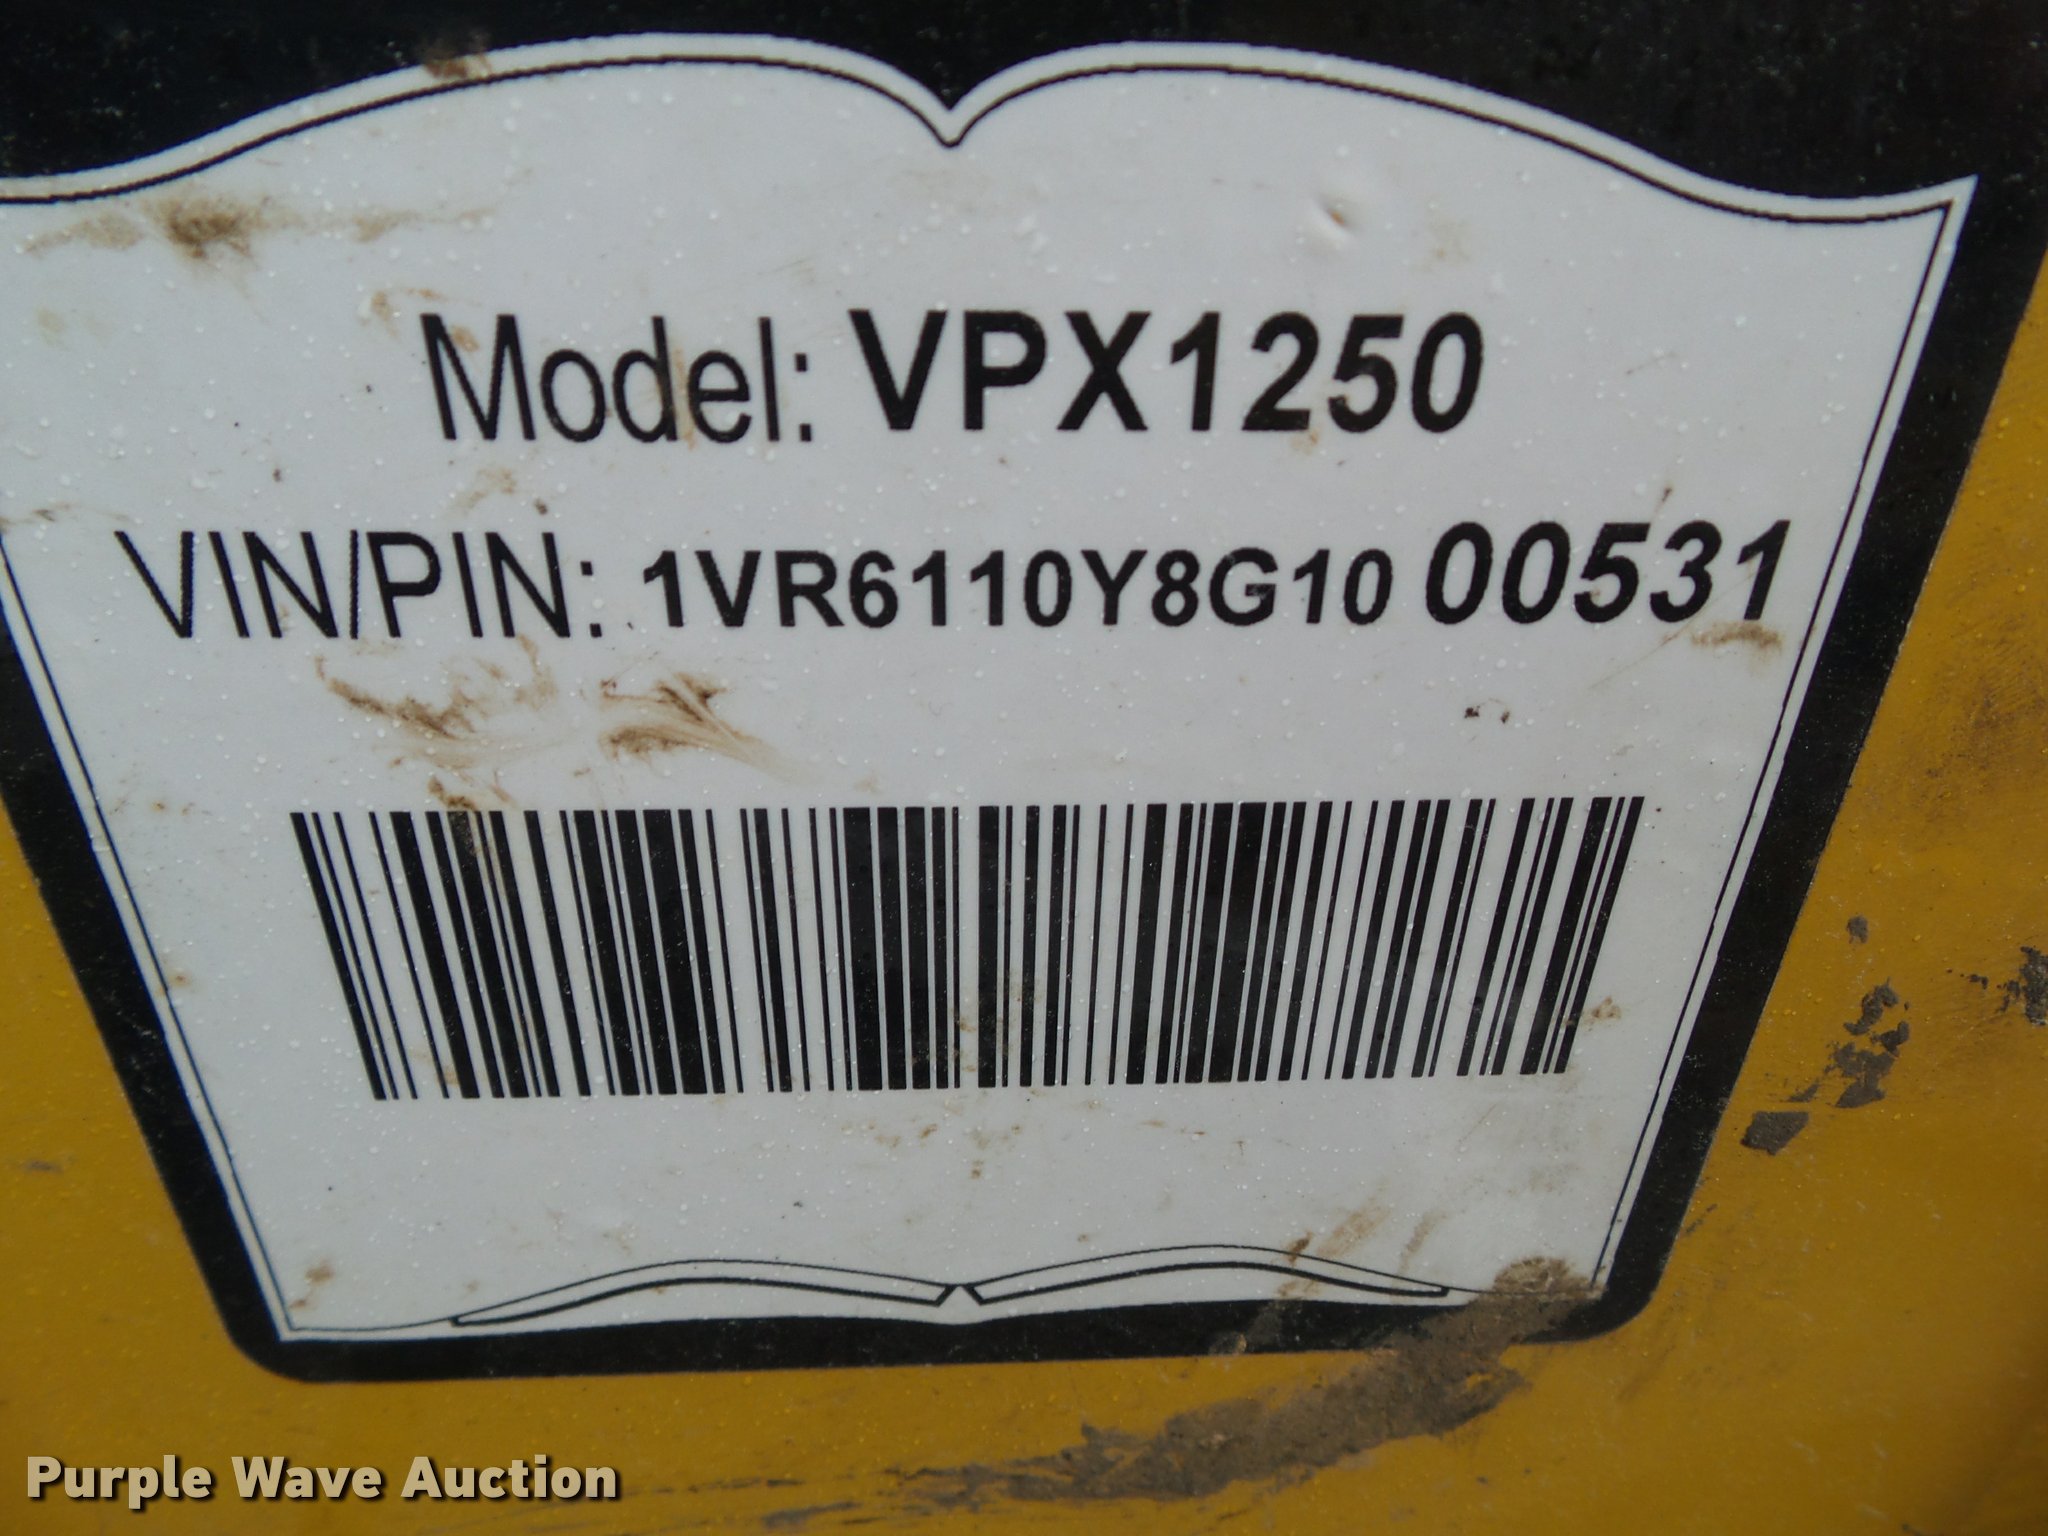 Model: VPX1250
VIN/PIN: 1VR6110Y8G10 00531
Purple Wave Auction